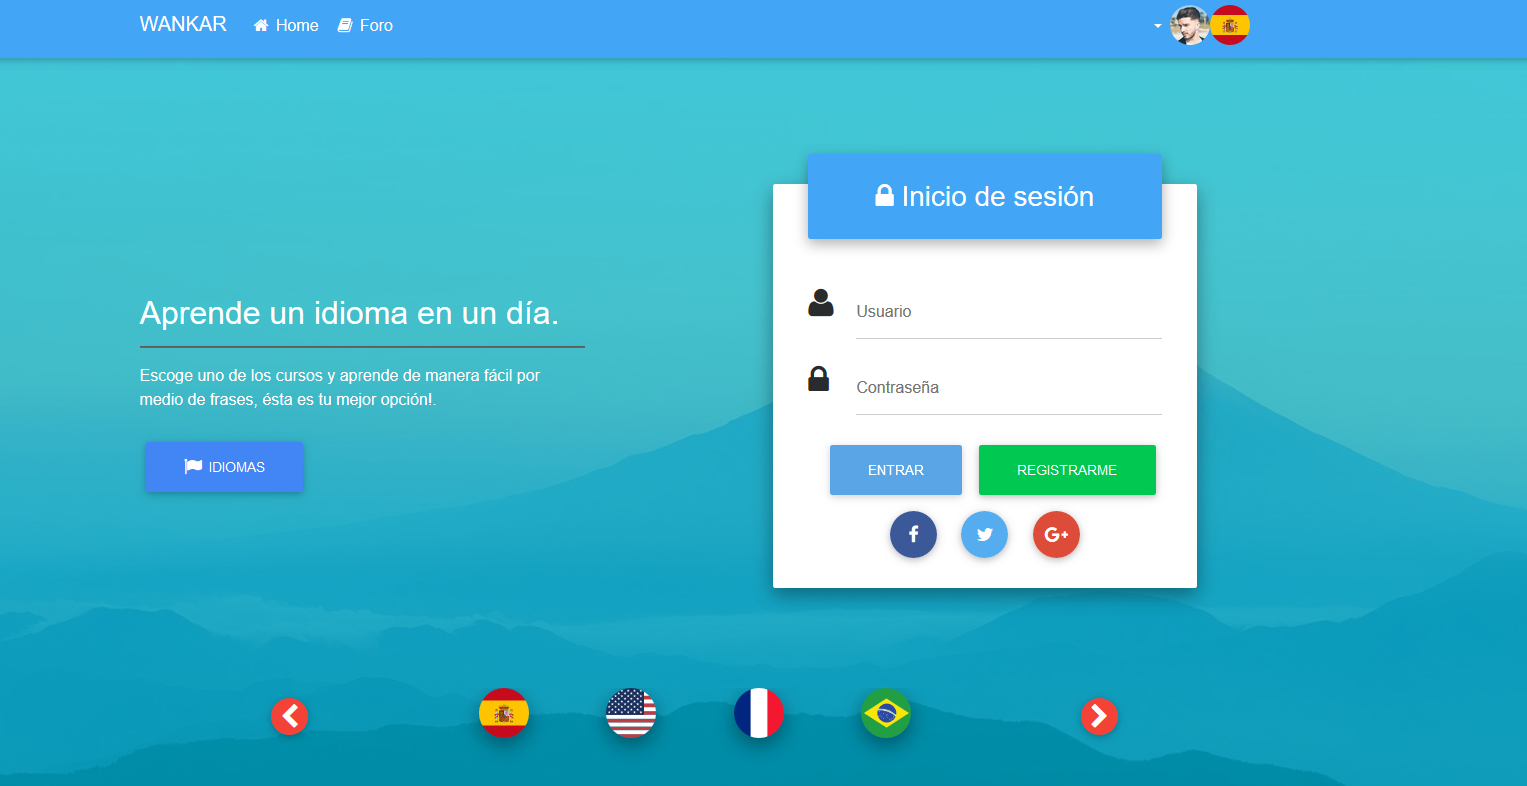 WANKAR
Home
Foro
Inicio de sesión
Aprende un idioma en un día.
Escoge uno de los cursos y aprende de manera fácil por
medio de frases, ésta es tu mejor opción!.
IDIOMAS
Usuario
Contraseña
ENTRAR
REGISTRARME
f
G+